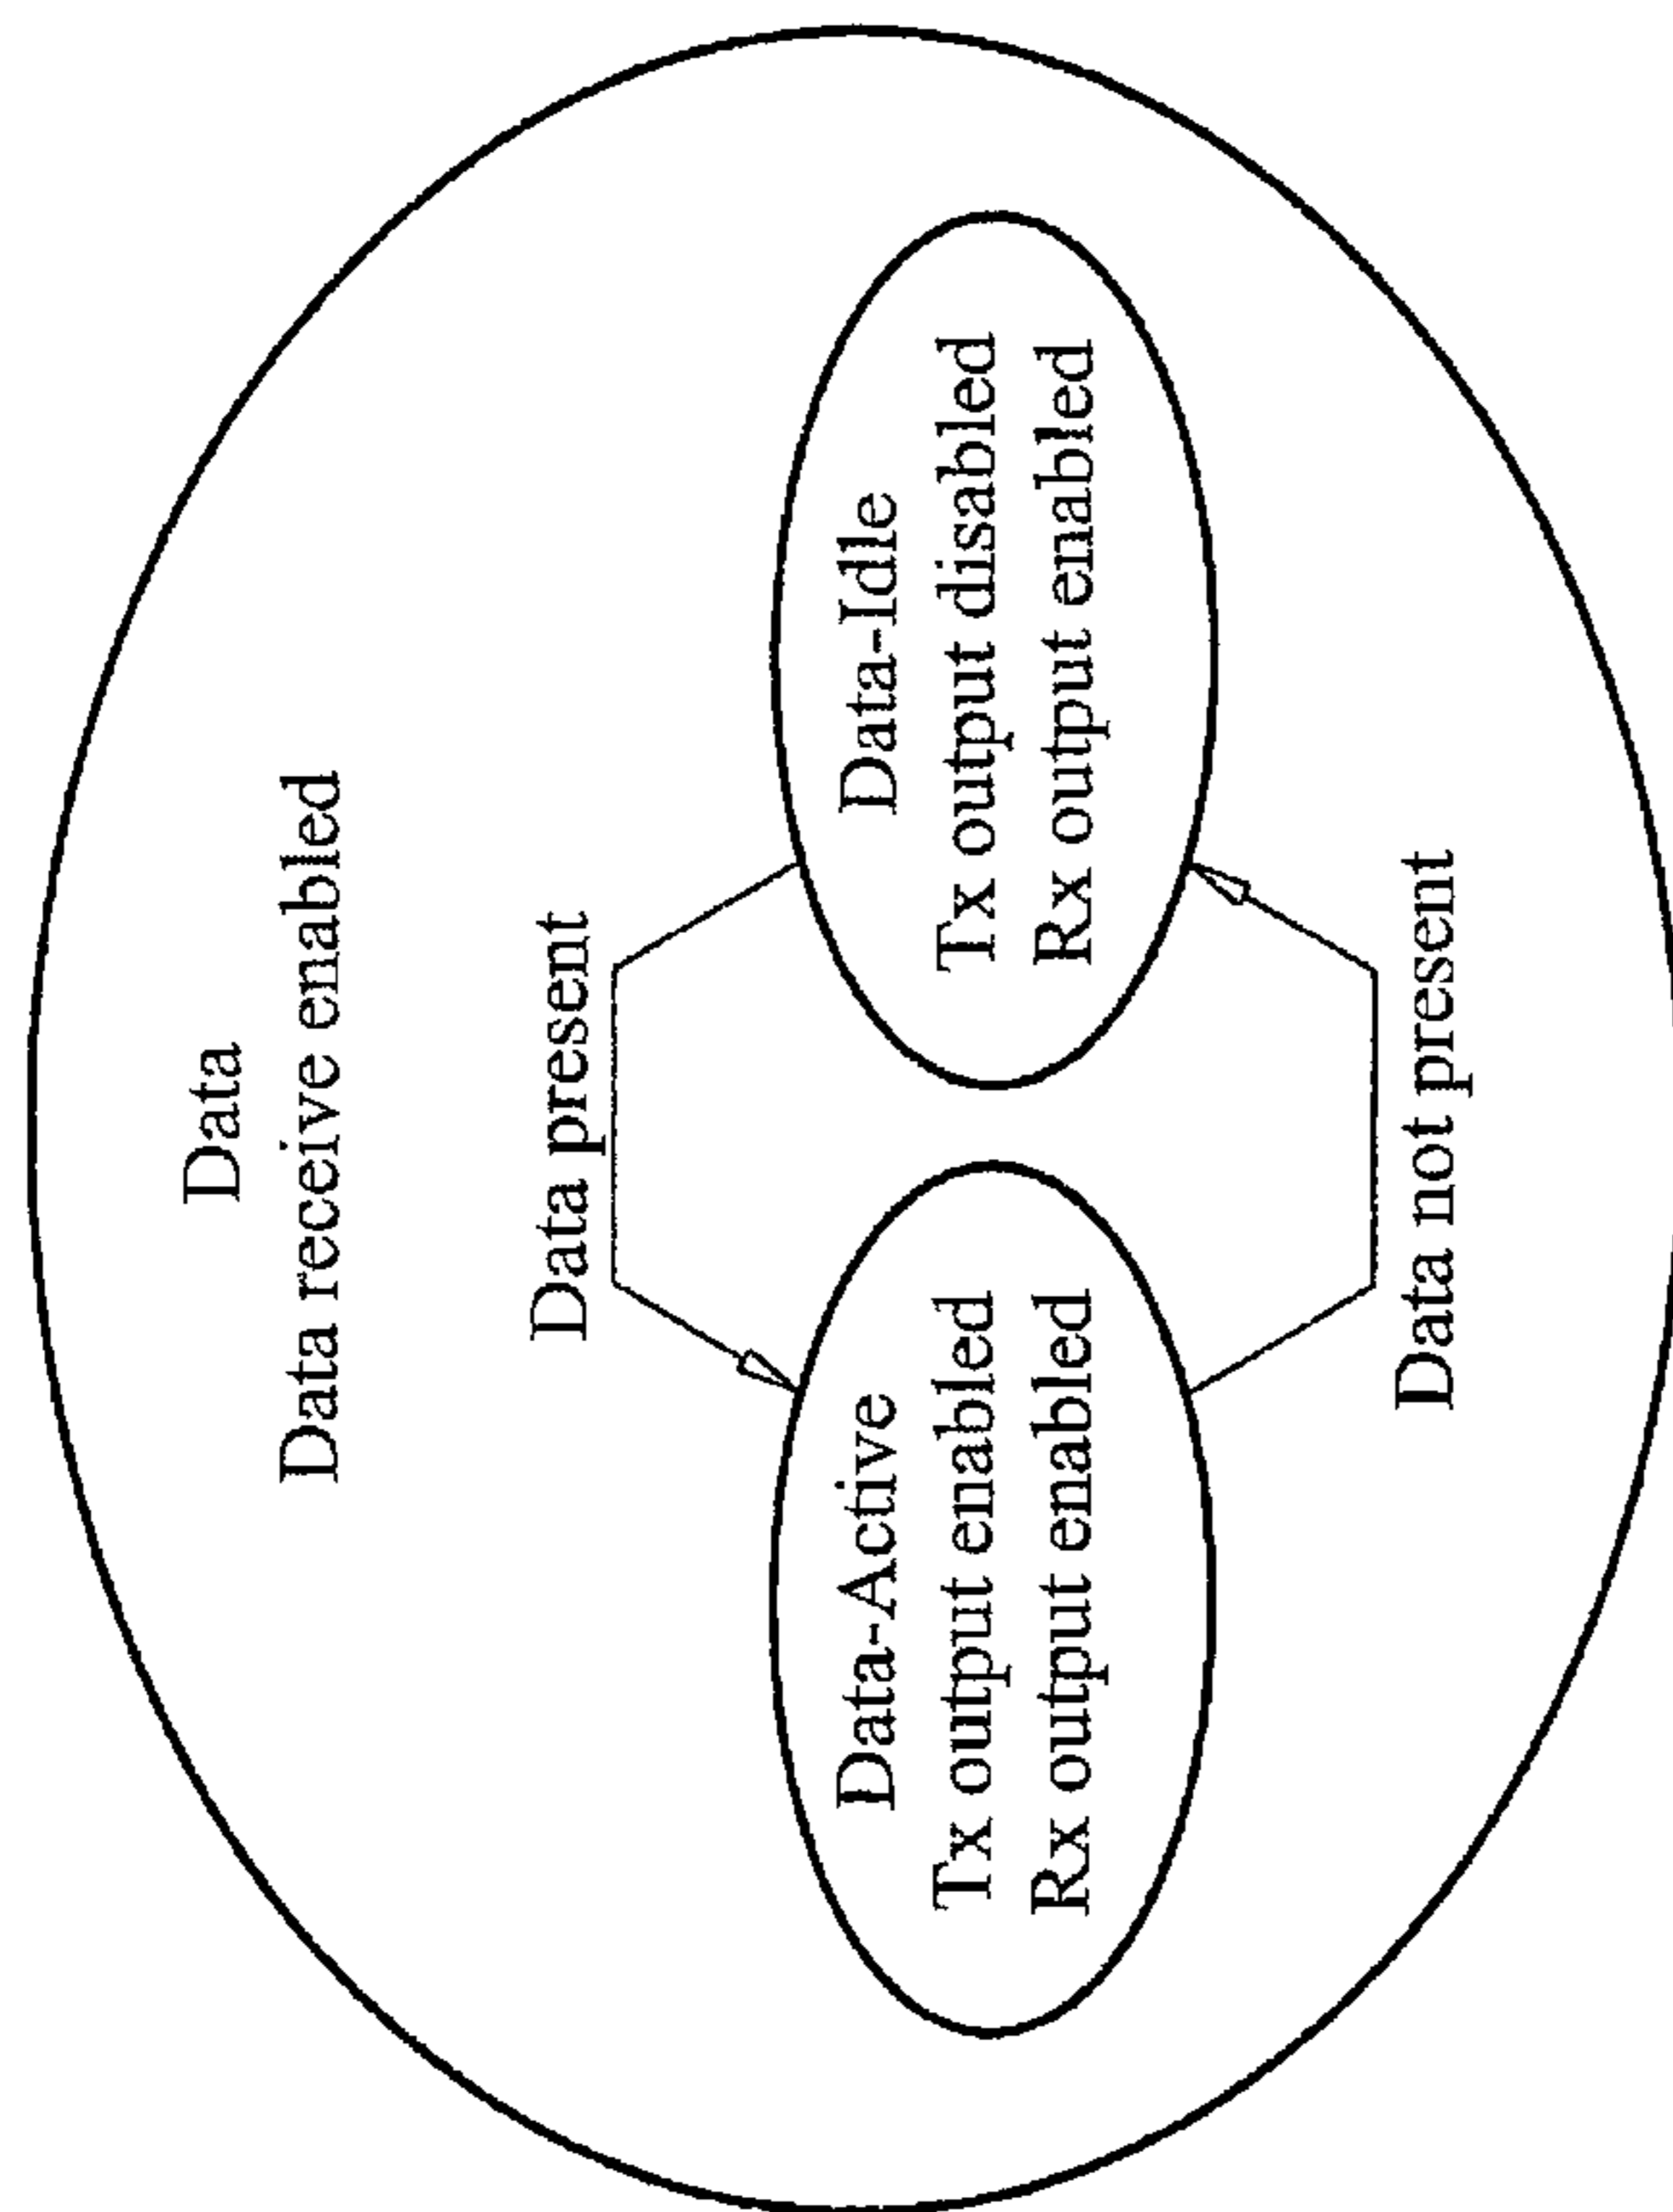 Data
Data receive enabled
Data present
Data-Active
Tx output enabled
Rx output enabled
Data-Idle
Tx output disabled
Rx output enabled
Data not present